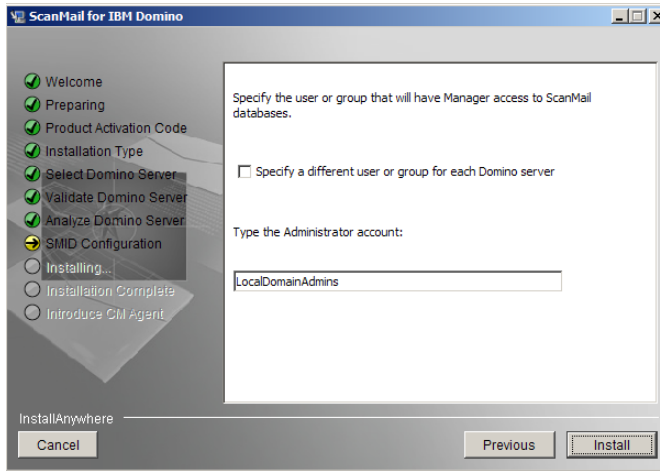 ScanMail for IBM Domino
Welcome
Preparing
Product Activation Code
Installation Type
Select Domino Server
Validate Domino Server
Analyze Domino Server
SMID Configuration
Installing...
Installation Complete
Introduce CM Agent
Specify the user or group that will have Manager access to ScanMail
databases.
Specify a different user or group for each Domino server
Type the Administrator account:
LocalDomainAdmins
InstallAnywhere
Cancel
Previous
Install